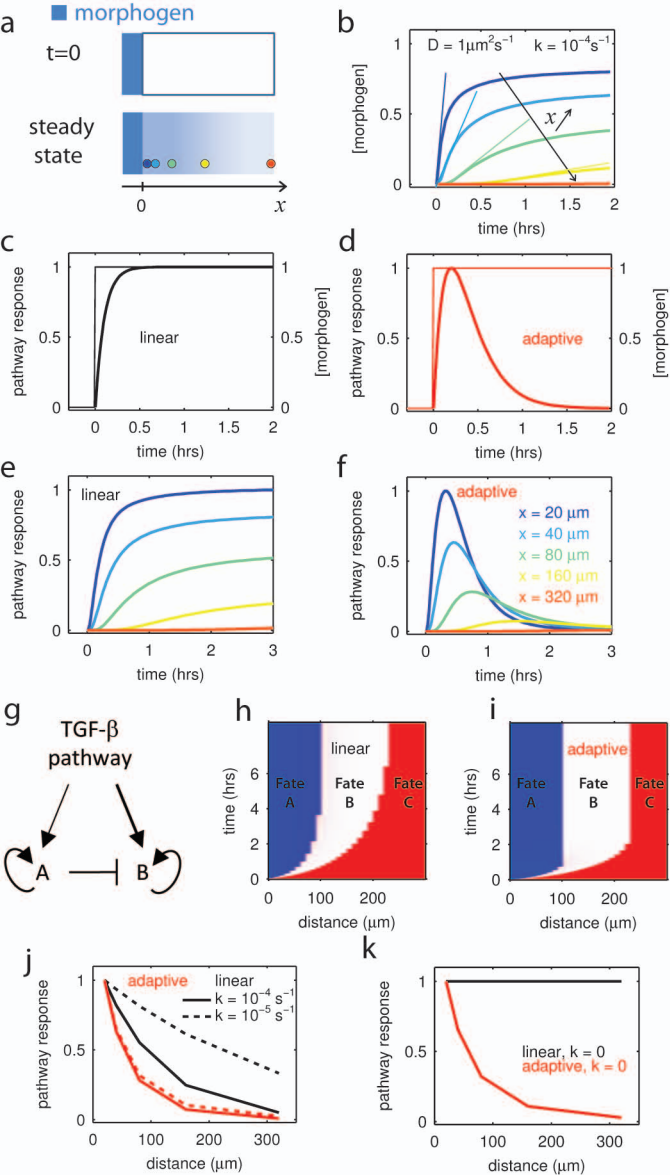 morphogen
a
t=0
steady
state
0
x
b
D = 1μm²s⁻¹ k = 10⁻⁴s⁻¹
[morphogen]
1
0.5
0
x
0 0.5 1 1.5 2
time (hrs)
c
pathway response
1
0.5
0
linear
1
0.5
0
[morphogen]
0 0.5 1 1.5 2
time (hrs)
d
pathway response
1
0.5
0
adaptive
1
0.5
0
[morphogen]
0 0.5 1 1.5 2
time (hrs)
e
pathway response
1
0.5
0
linear
0 1 2 3
time (hrs)
f
pathway response
1
0.5
0
adaptive
x = 20 μm
x = 40 μm
x = 80 μm
x = 160 μm
x = 320 μm
0 1 2 3
time (hrs)
g
TGF-β
pathway
A B
h
time (hrs)
6
4
2
0
linear
Fate Fate Fate
A B C
0 100 200
distance (μm)
i
time (hrs)
6
4
2
0
adaptive
Fate Fate Fate
A B C
0 100 200
distance (μm)
j
pathway response
1
0.5
0
adaptive linear
k = 10⁻⁴ s⁻¹
k = 10⁻⁵ s⁻¹
0 100 200 300
distance (μm)
k
pathway response
1
0.5
0
linear, k = 0
adaptive, k = 0
0 100 200 300
distance (μm)